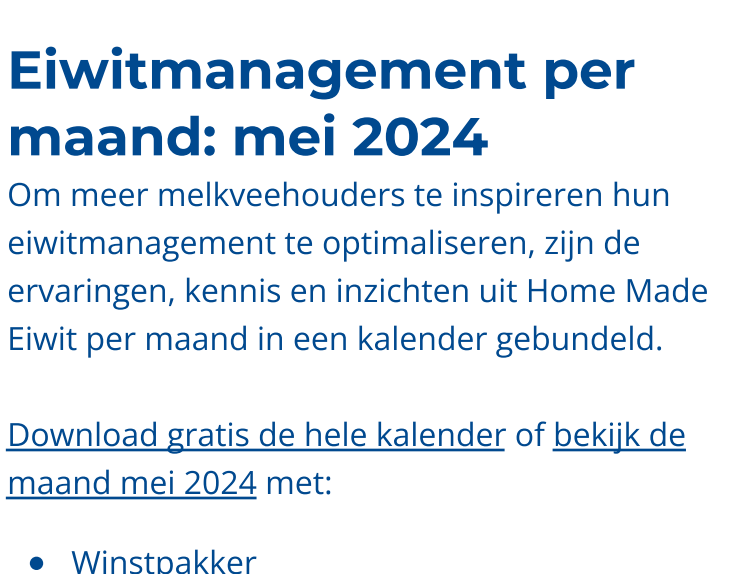 Eiwitmanagement per
maand: mei 2024
Om meer melkveehouders te inspireren hun
eiwitmanagement te optimaliseren, zijn de
ervaringen, kennis en inzichten uit Home Made
Eiwit per maand in een kalender gebundeld.
Download gratis de hele kalender of bekijk de
maand mei 2024 met:
• Winstpakker